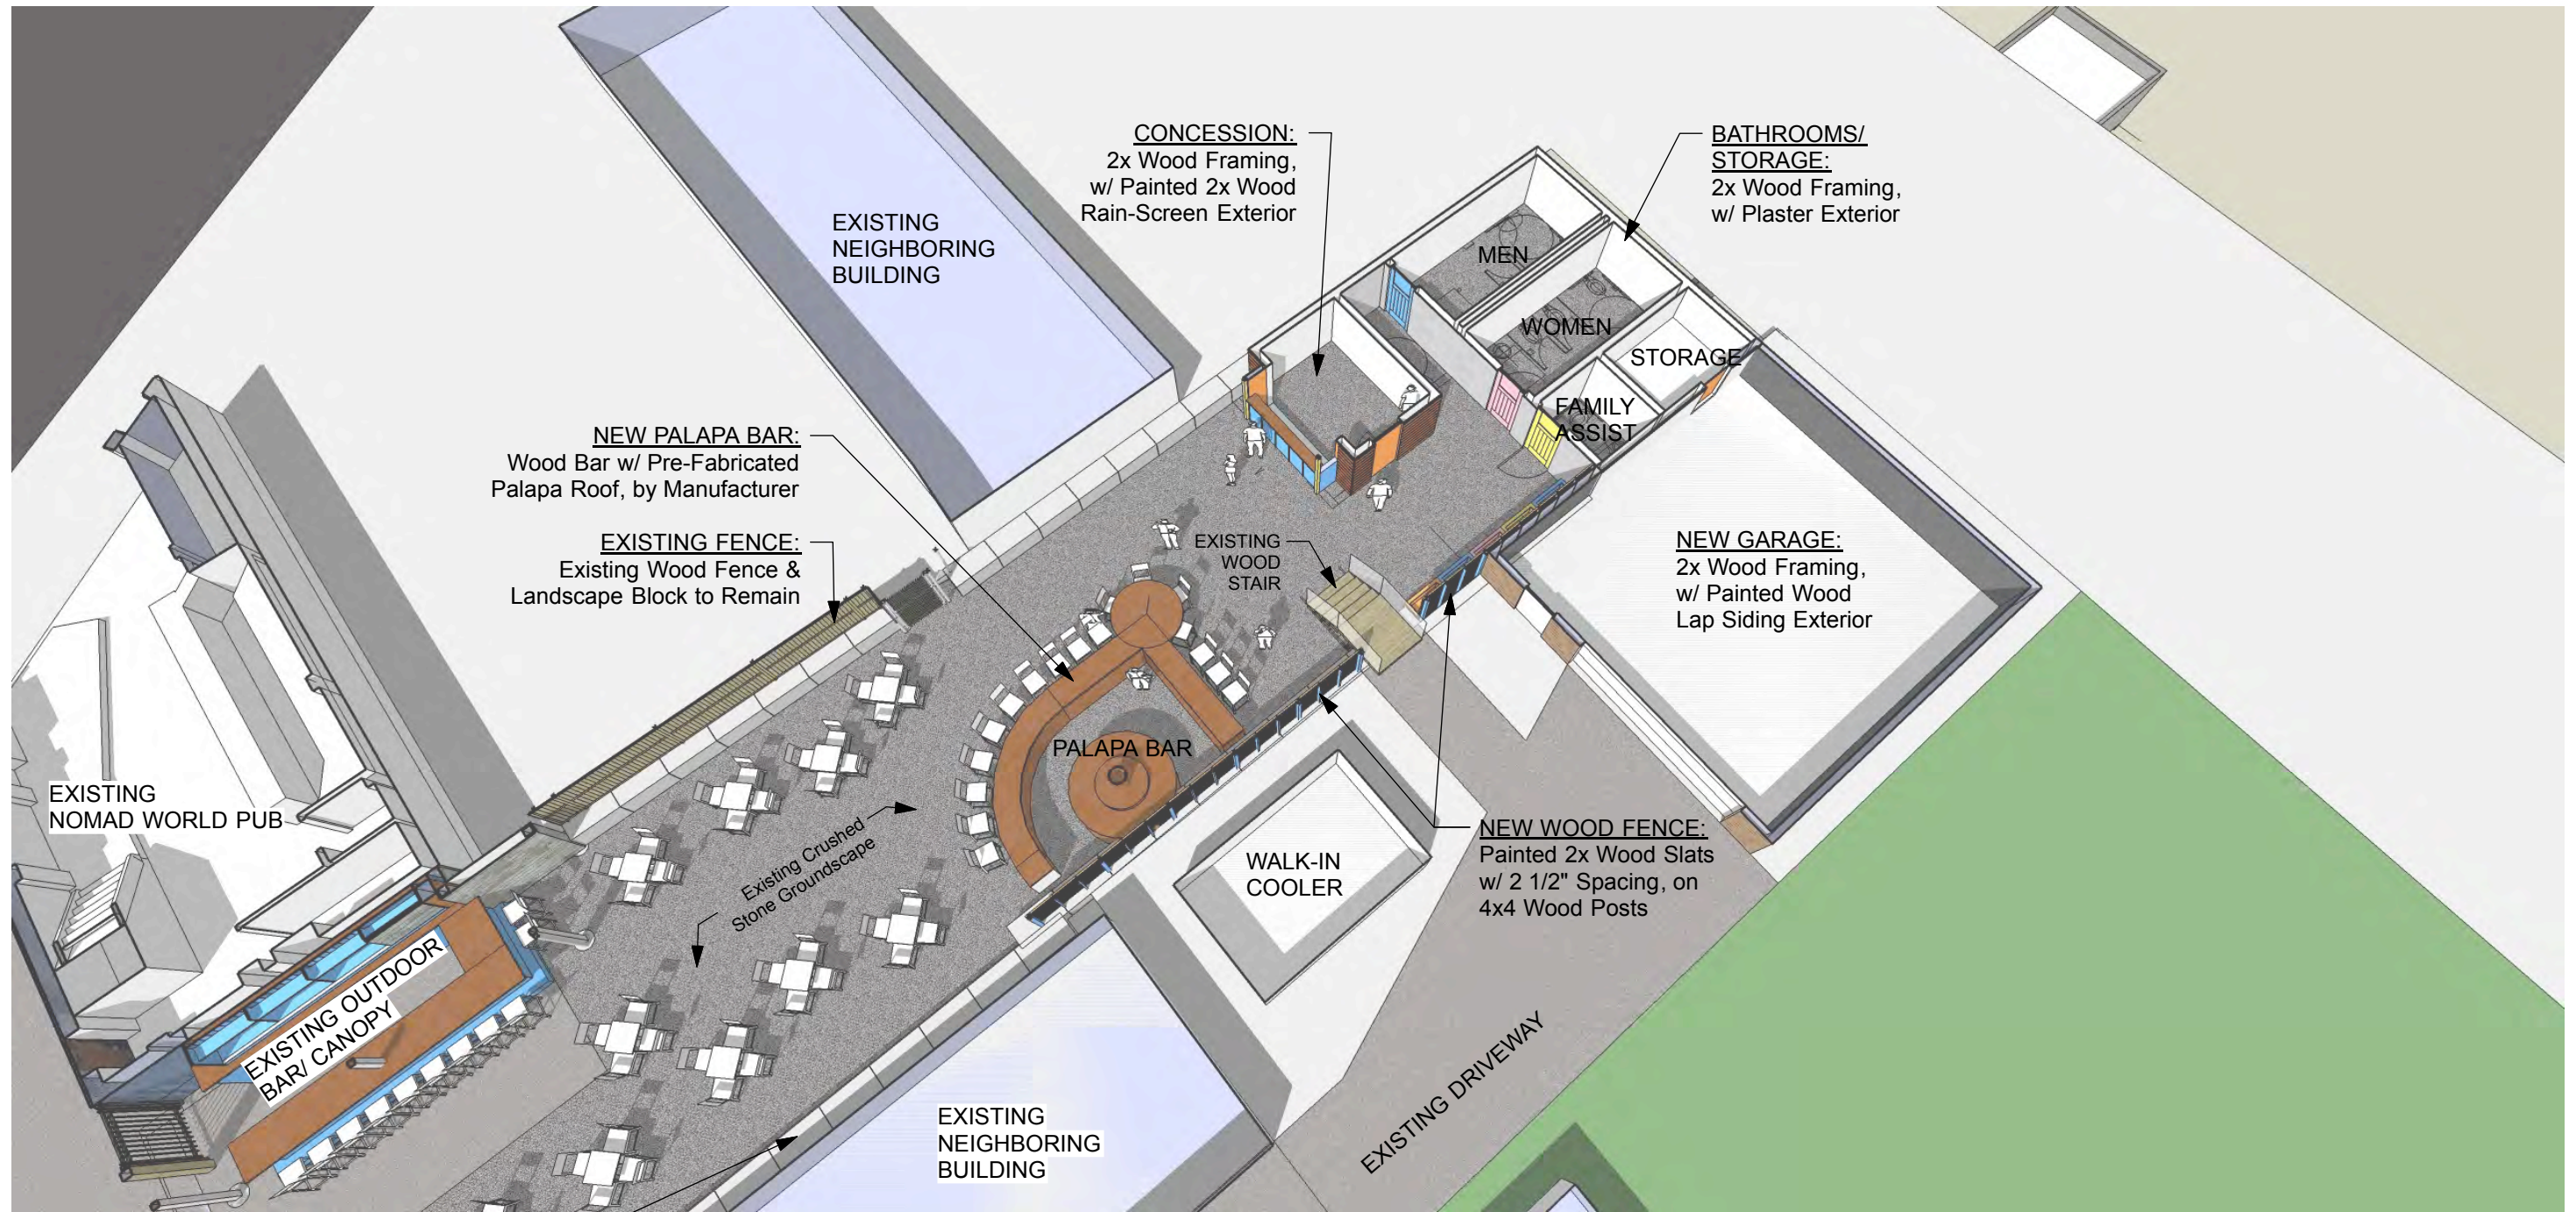 CONCESSION:
2x Wood Framing,
w/ Painted 2x Wood
Rain-Screen Exterior
BATHROOMS/
STORAGE:
2x Wood Framing,
w/ Plaster Exterior
EXISTING
NEIGHBORING
BUILDING
MEN
WOMEN
STORAGE
FAMILY
ASSIST
NEW PALAPA BAR:
Wood Bar w/ Pre-Fabricated
Palapa Roof, by Manufacturer
EXISTING FENCE:
Existing Wood Fence &
Landscape Block to Remain
EXISTING
WOOD
STAIR
NEW GARAGE:
2x Wood Framing,
w/ Painted Wood
Lap Siding Exterior
PALAPA BAR
EXISTING
NOMAD WORLD PUB
Existing Crushed
Stone Groundscape
NEW WOOD FENCE:
Painted 2x Wood Slats
w/ 2 1/2" Spacing, on
4x4 Wood Posts
WALK-IN
COOLER
EXISTING OUTDOOR
BAR/ CANOPY
EXISTING DRIVEWAY
EXISTING
NEIGHBORING
BUILDING